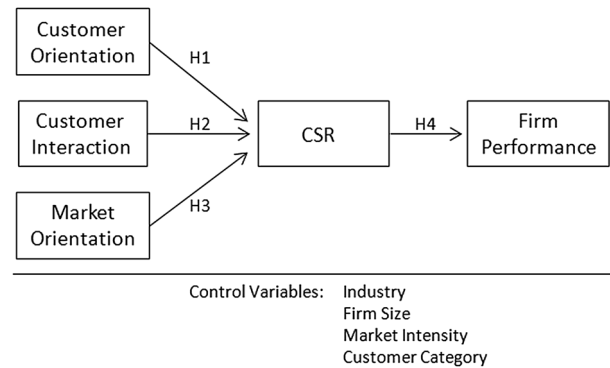 Customer
Orientation
H1
Customer
Interaction
H2
CSR
H4
Firm
Performance
Market
Orientation
H3
Control Variables: Industry
Firm Size
Market Intensity
Customer Category